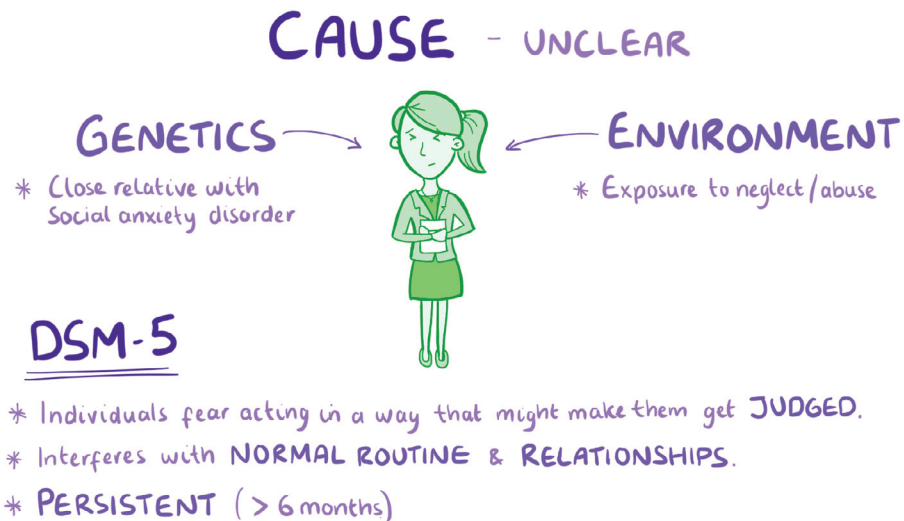 CAUSE - UNCLEAR
GENETICS
* Close relative with
Social anxiety disorder
ENVIRONMENT
* Exposure to neglect/abuse
DSM-5
* Individuals fear acting in a way that might make them get JUDGED.
* Interferes with NORMAL ROUTINE & RELATIONSHIPS.
* PERSISTENT (> 6 months)